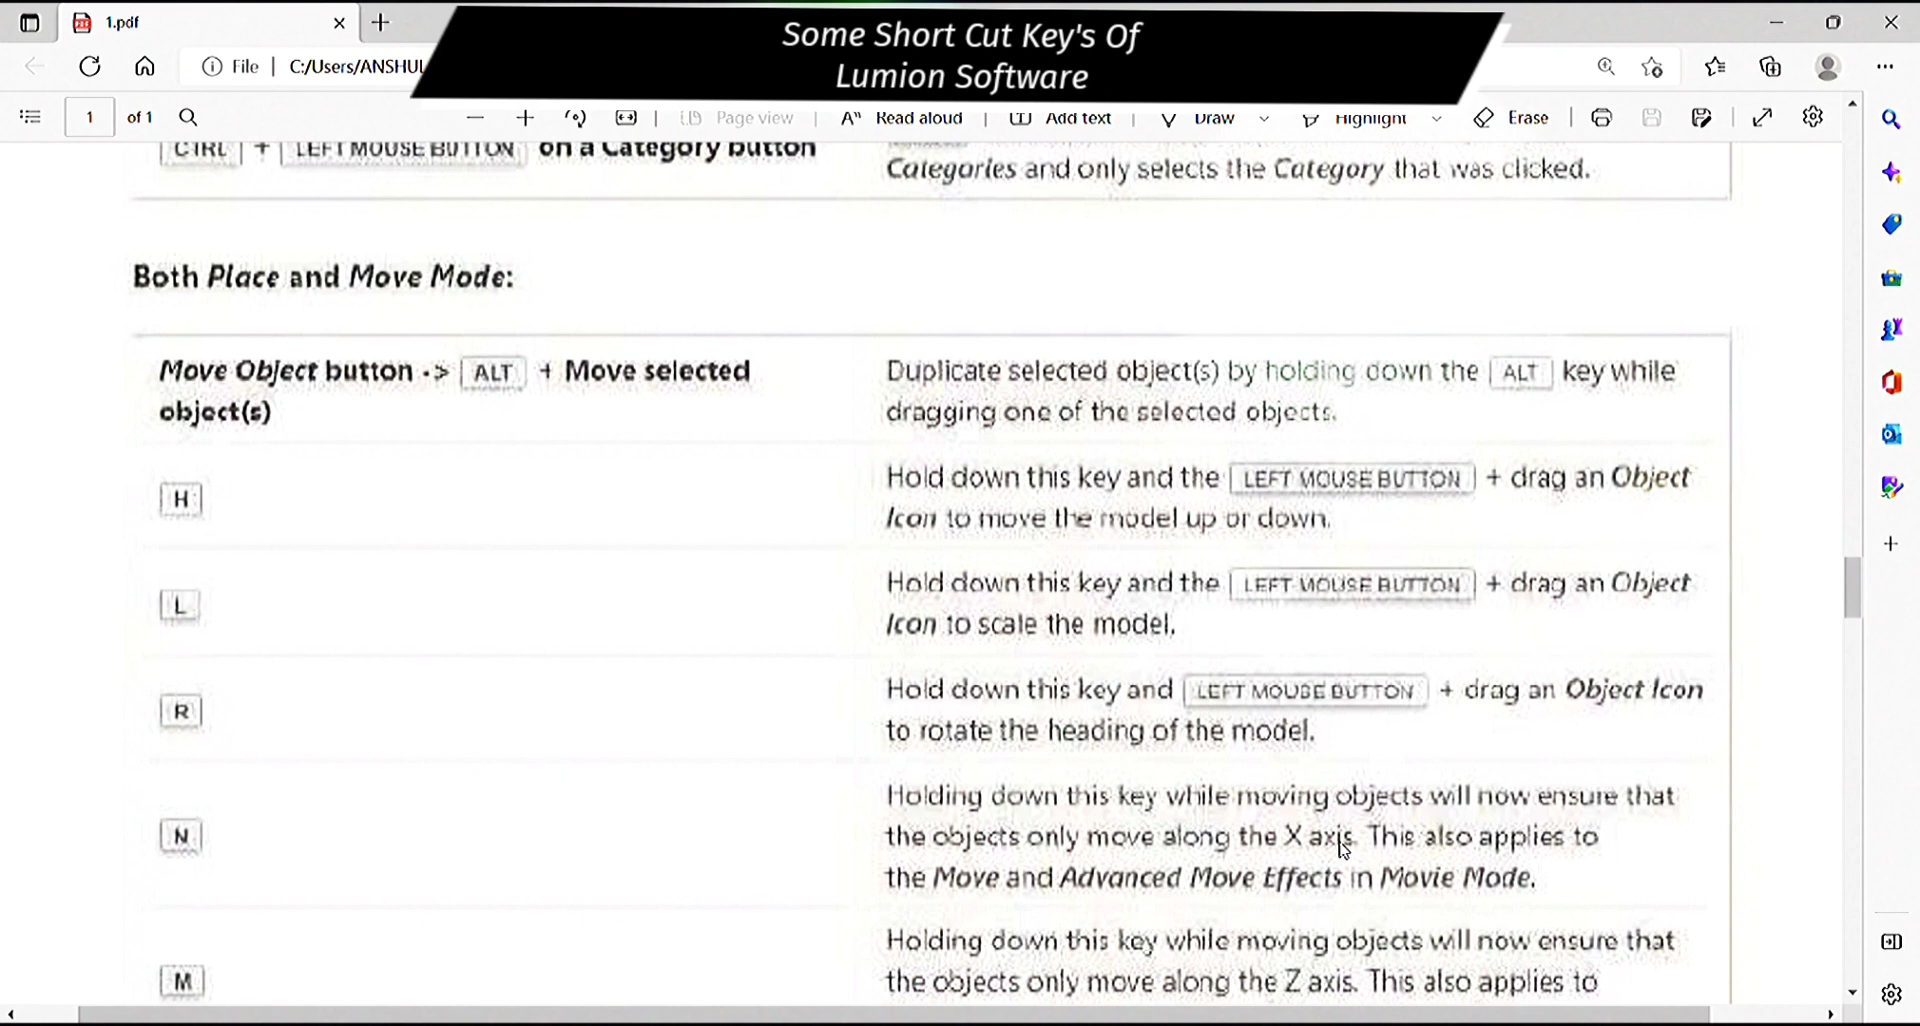 1.pdf
Some Short Cut Key's Of
Lumion Software
File | C:/Users/ANSHUL
1 of 1 Page view Read aloud Add text Draw Highlight Erase
CTRL + LEFT MOUSE BUTTON on a Category button
Categories and only selects the Category that was clicked.
Both Place and Move Mode:
Move Object button -> ALT + Move selected
object(s)
Duplicate selected object(s) by holding down the ALT key while
dragging one of the selected objects.
H
Hold down this key and the LEFT MOUSE BUTTON + drag an Object
Icon to move the model up or down.
L
Hold down this key and the LEFT MOUSE BUTTON + drag an Object
Icon to scale the model.
R
Hold down this key and LEFT MOUSE BUTTON + drag an Object Icon
to rotate the heading of the model.
N
Holding down this key while moving objects will now ensure that
the objects only move along the X axis. This also applies to
the Move and Advanced Move Effects in Movie Mode.
M
Holding down this key while moving objects will now ensure that
the objects only move along the Z axis. This also applies to